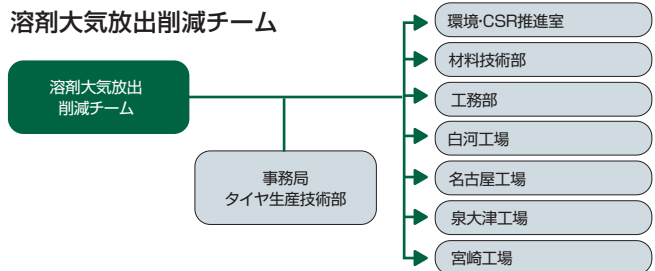 溶剤大気放出削減チーム
溶剤大気放出
削減チーム
事務局
タイヤ生産技術部
環境・CSR推進室
材料技術部
工務部
白河工場
名古屋工場
泉大津工場
宮崎工場